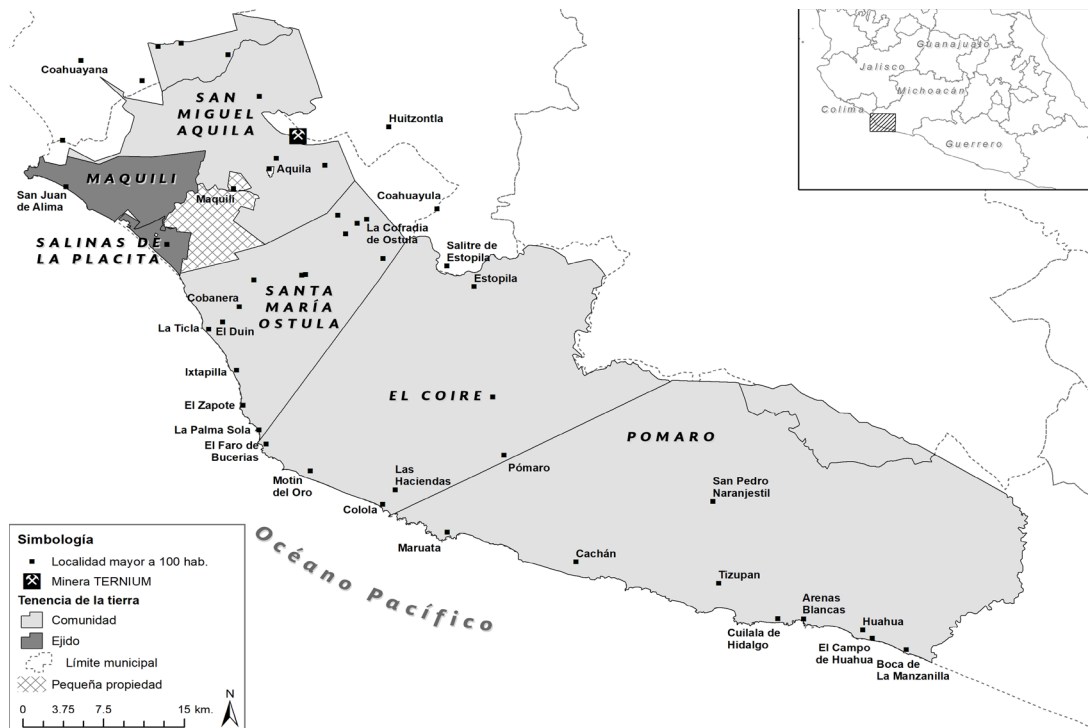 Guanajuato
Jalisco
Michoacán
Colima
Guerrero
Coahuayana
SAN
MIGUEL
AQUILA
Huitzontla
MAQUILI
Aquila
San Juan
de Alima
Maquilí
Coahuayula
SALINAS DE
LA PLACITA
La Cofradia
de Ostula
Salitre de
Estopila
Estopila
SANTA
MARÍA
OSTULA
Cobanera
La Ticla
El Duin
Ixtapilla
El Zapote
EL COIRE
La Palma Sola
El Faro de
Bucerias
POMARO
Motin
del Oro
Las
Haciendas
Pómaro
Colola
San Pedro
Naranjestil
Maruata
Cachán
Tizupan
Arenas
Blancas
Cuilala de
Hidalgo
Huahua
El Campo
de Huahua
Boca de
La Manzanilla
Océano Pacífico
Simbología
Localidad mayor a 100 hab.
Minera TERNIUM
Tenencia de la tierra
Comunidad
Ejido
Límite municipal
Pequeña propiedad
N
0 3.75 7.5 15 km.